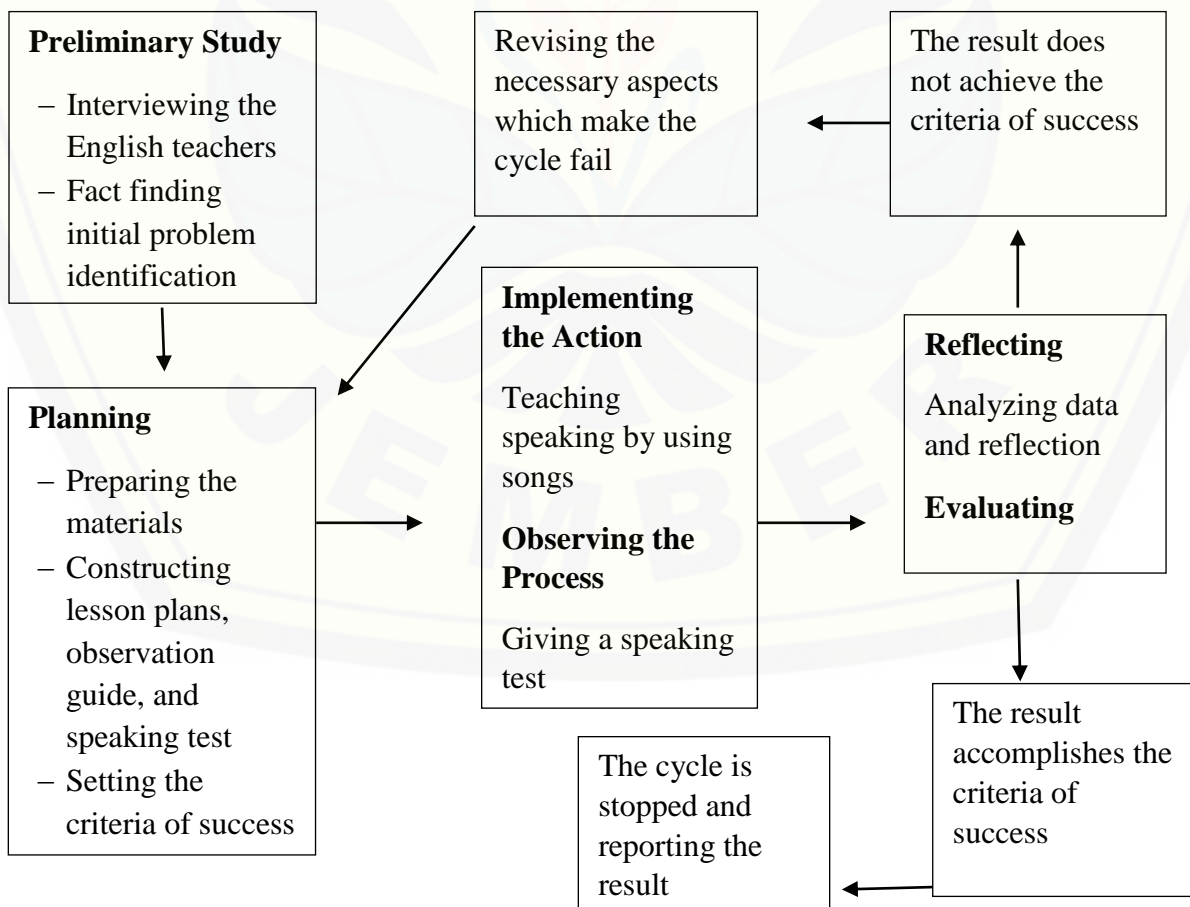 Preliminary Study
– Interviewing the
English teachers
– Fact finding
initial problem
identification
Revising the
necessary aspects
which make the
cycle fail
The result does
not achieve the
criteria of success
Planning
– Preparing the
materials
– Constructing
lesson plans,
observation
guide, and
speaking test
– Setting the
criteria of success
Implementing
the Action
Teaching
speaking by using
songs
Observing the
Process
Giving a speaking
test
Reflecting
Analyzing data
and reflection
Evaluating
The result
accomplishes the
criteria of
success
The cycle is
stopped and
reporting the
result
JEMBER